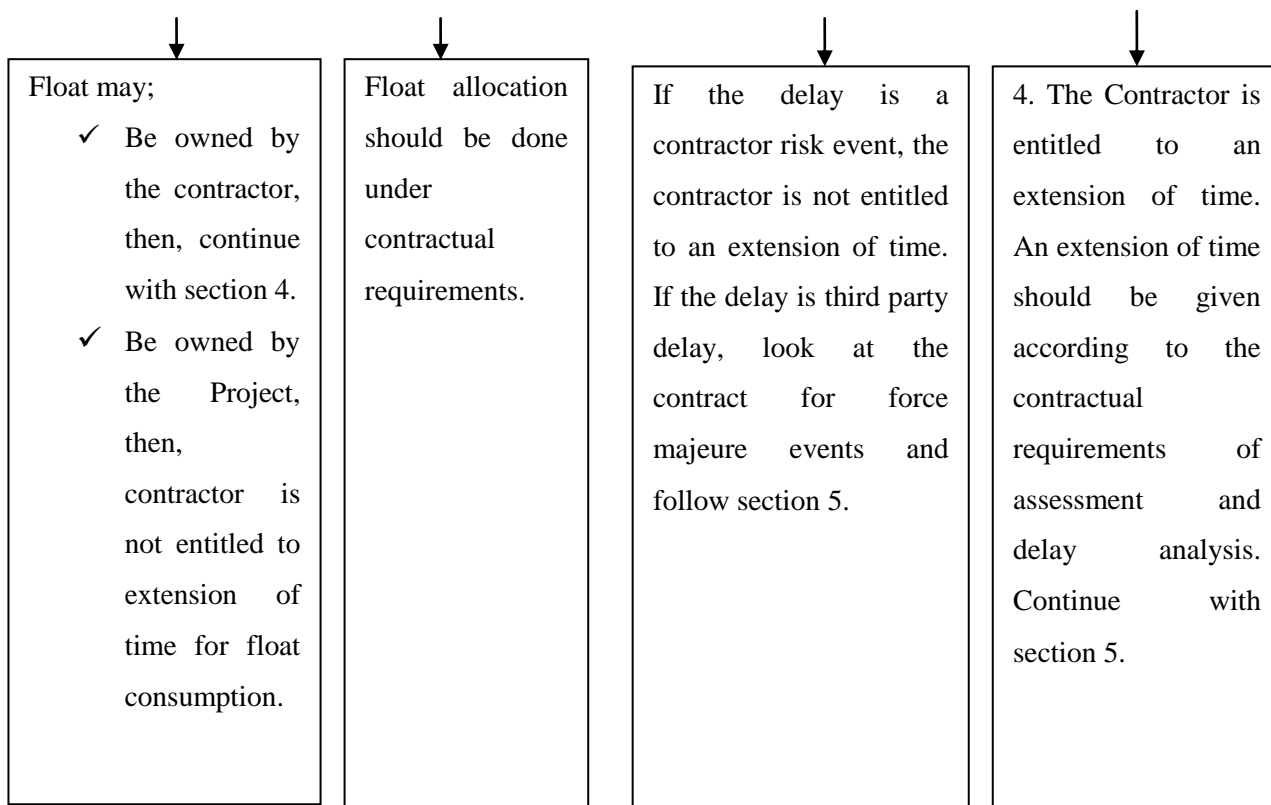 Float may;
✓ Be owned by
the contractor,
then, continue
with section 4.
✓ Be owned by
the Project,
then,
contractor is
not entitled to
extension of
time for float
consumption.
Float allocation
should be done
under
contractual
requirements.
If the delay is a
contractor risk event, the
contractor is not entitled
to an extension of time.
If the delay is third party
delay, look at the
contract for force
majeure events and
follow section 5.
4. The Contractor is
entitled to an
extension of time.
An extension of time
should be given
according to the
contractual
requirements of
assessment and
delay analysis.
Continue with
section 5.